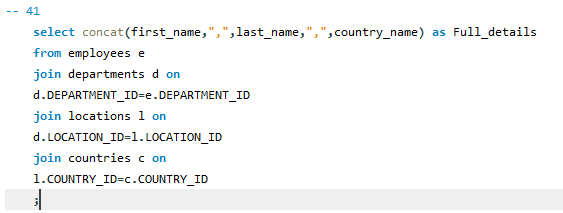 -- 41
select concat(first_name,",",last_name,",",country_name) as Full_details
from employees e
join departments d on
d.DEPARTMENT_ID=e.DEPARTMENT_ID
join locations l on
d.LOCATION_ID=l.LOCATION_ID
join countries c on
l.COUNTRY_ID=c.COUNTRY_ID
;